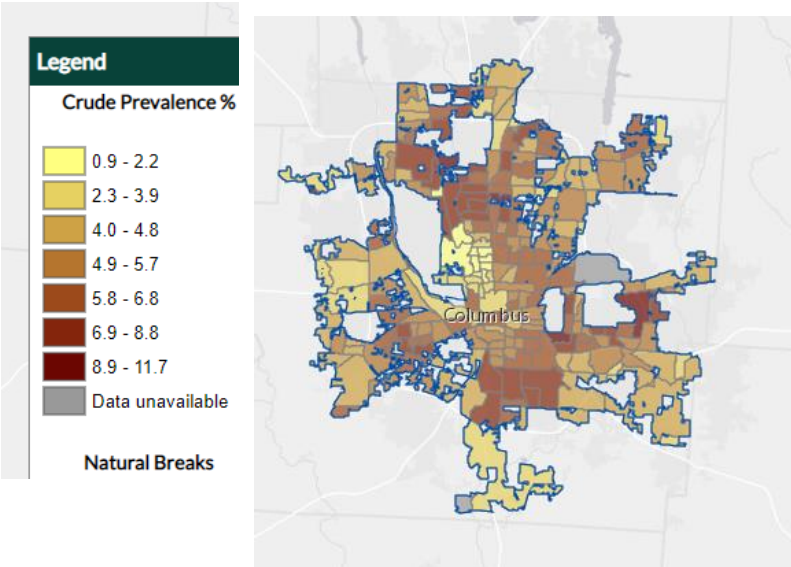 Legend
Crude Prevalence %
0.9 - 2.2
2.3 - 3.9
4.0 - 4.8
4.9 - 5.7
5.8 - 6.8
6.9 - 8.8
8.9 - 11.7
Data unavailable
Natural Breaks
Columbus